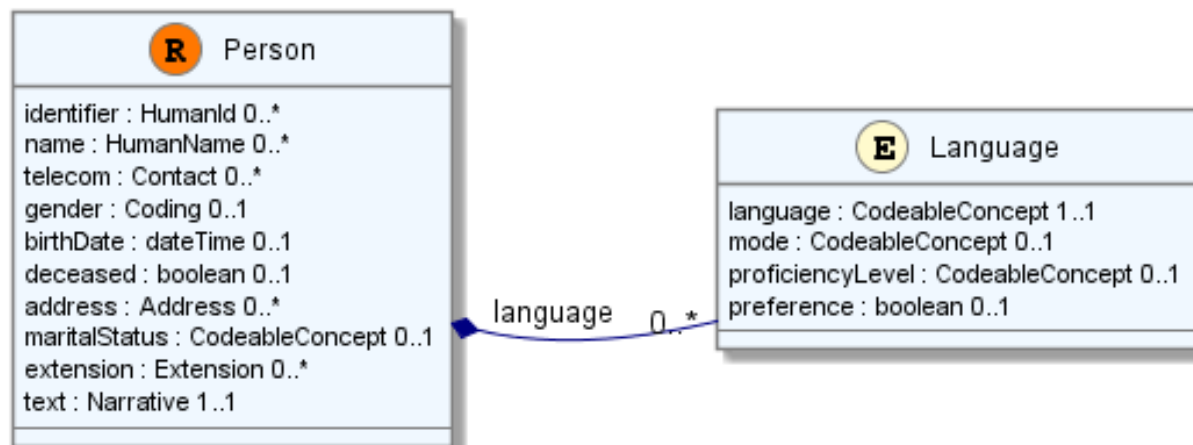 R Person
identifier : HumanId 0..*
name : HumanName 0..*
telecom : Contact 0..*
gender : Coding 0..1
birthDate : dateTime 0..1
deceased : boolean 0..1
address : Address 0..*
maritalStatus : CodeableConcept 0..1
extension : Extension 0..*
text : Narrative 1..1
language 0..*
E Language
language : CodeableConcept 1..1
mode : CodeableConcept 0..1
proficiencyLevel : CodeableConcept 0..1
preference : boolean 0..1